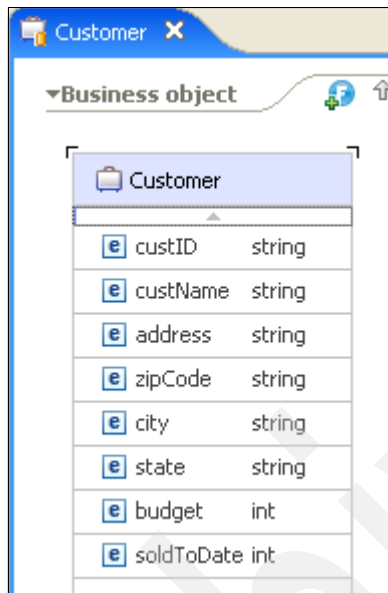 Customer
Business object
Customer
custID string
custName string
address string
zipCode string
city string
state string
budget int
soldToDate int